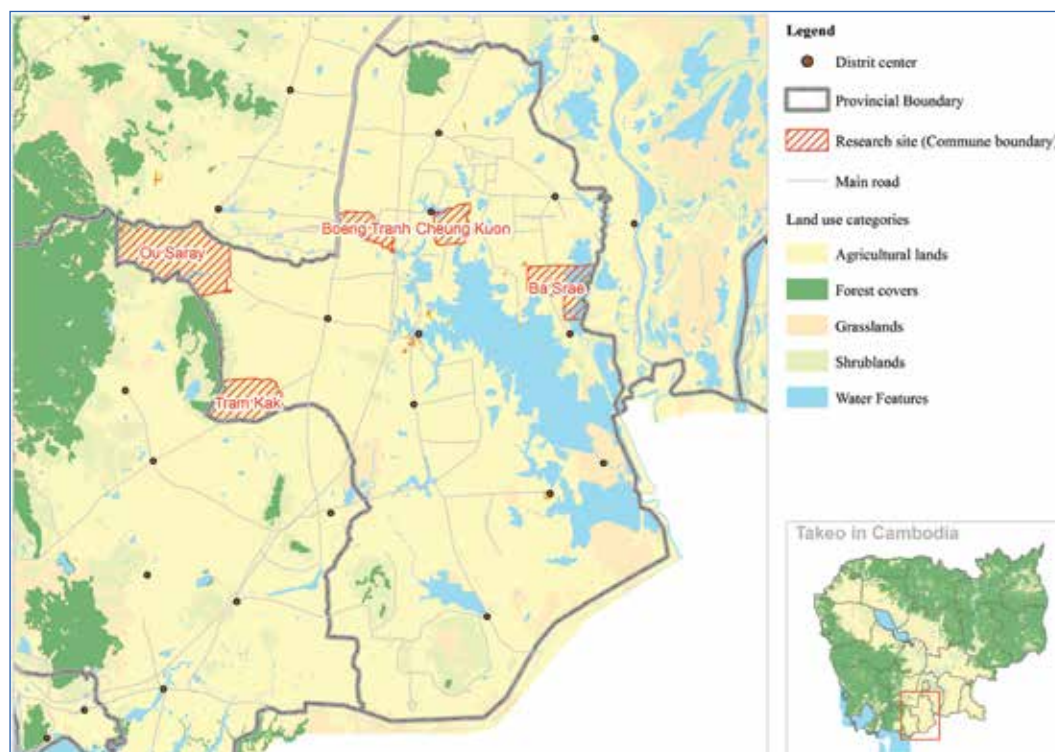 Legend
Distrit center
Provincial Boundary
Research site (Commune boundary)
Main road
Land use categories
Agricultural lands
Forest covers
Grasslands
Shrublands
Water Features
Boeng Tranh Cheung Kuon
Ou Saray
Ba Srae
Tram Kak
Takeo in Cambodia